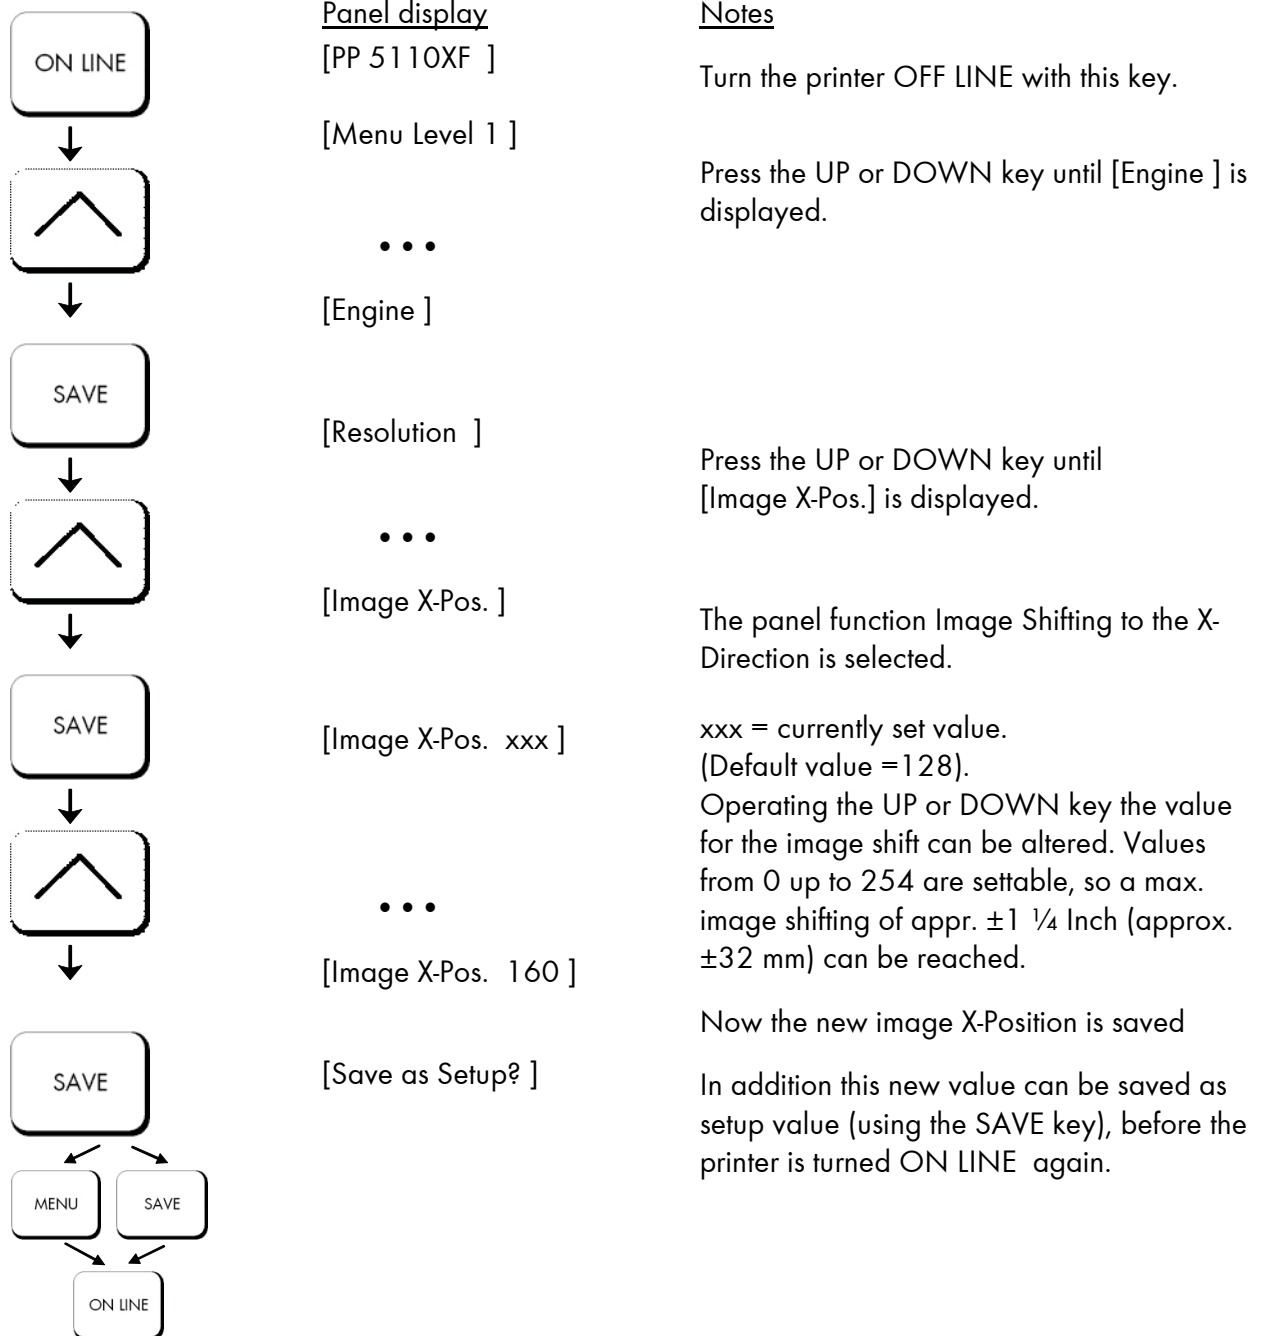 Panel display
Notes
ON LINE
[PP 5110XF ]
Turn the printer OFF LINE with this key.
[Menu Level 1 ]
Press the UP or DOWN key until [Engine ] is
displayed.
• • •
[Engine ]
SAVE
[Resolution ]
Press the UP or DOWN key until
[Image X-Pos.] is displayed.
• • •
[Image X-Pos. ]
The panel function Image Shifting to the X-
Direction is selected.
SAVE
[Image X-Pos. xxx ]
xxx = currently set value.
(Default value =128).
Operating the UP or DOWN key the value
for the image shift can be altered. Values
from 0 up to 254 are settable, so a max.
image shifting of appr. ±1 ¼ Inch (approx.
±32 mm) can be reached.
• • •
[Image X-Pos. 160 ]
Now the new image X-Position is saved
SAVE
[Save as Setup? ]
In addition this new value can be saved as
setup value (using the SAVE key), before the
printer is turned ON LINE again.
MENU
SAVE
ON LINE